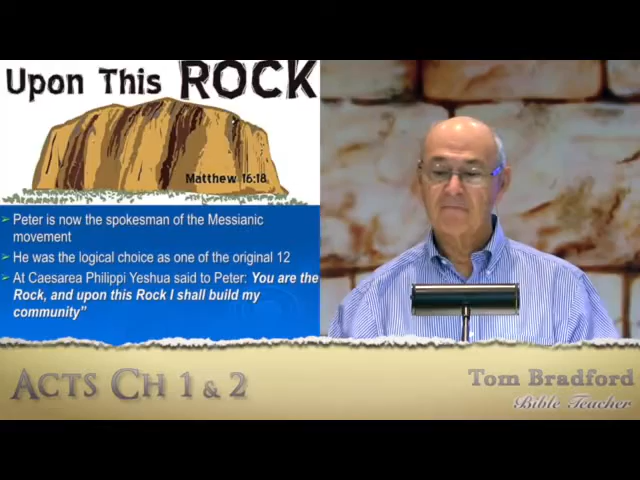 Upon This ROCK
Matthew 16:18
➢ Peter is now the spokesman of the Messianic
movement
➢ He was the logical choice as one of the original 12
➢ At Caesarea Philippi Yeshua said to Peter: You are the
Rock, and upon this Rock I shall build my
community”
Acts Ch 1 & 2
Tom Bradford
Bible Teacher